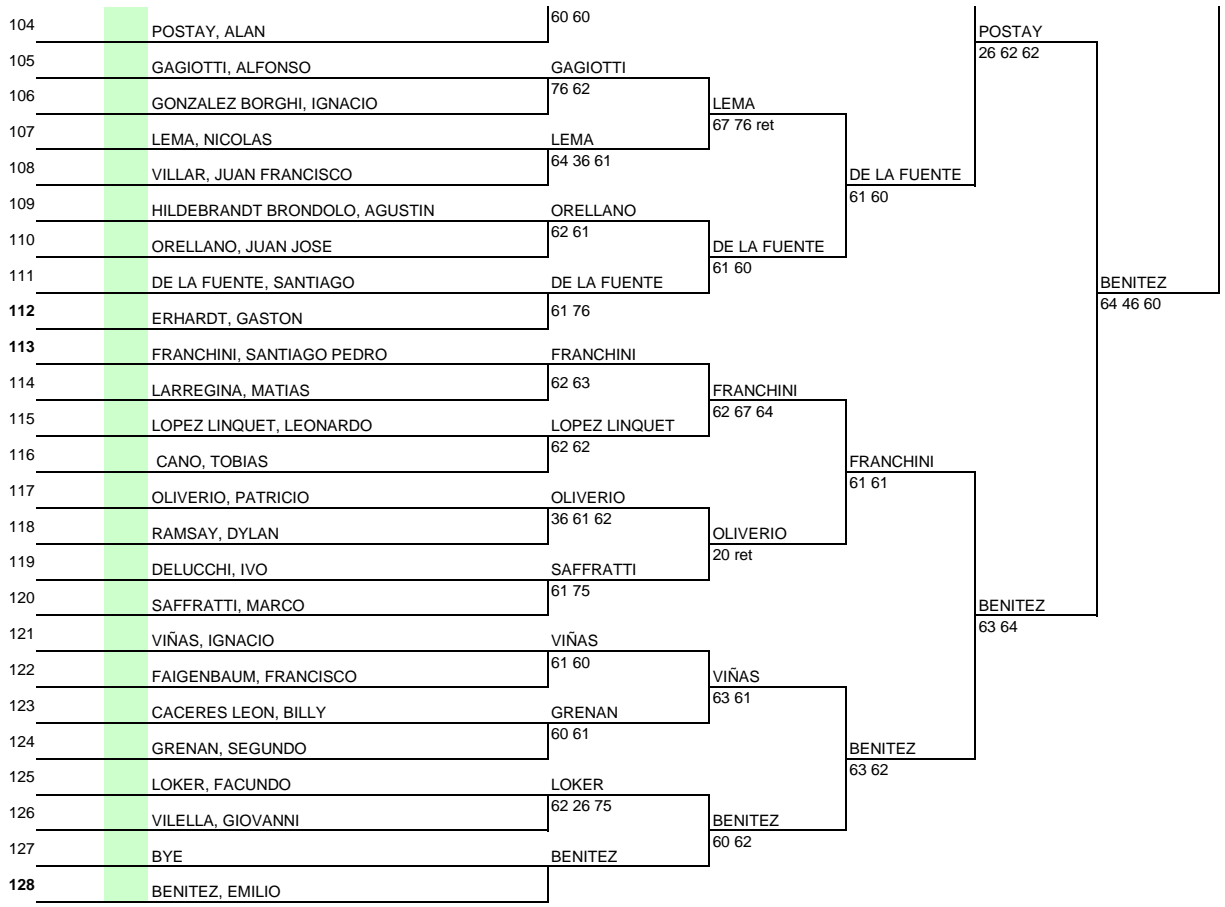 60 60
104 POSTAY, ALAN POSTAY
26 62 62
105 GAGIOTTI, ALFONSO GAGIOTTI
76 62
106 GONZALEZ BORGHI, IGNACIO LEMA
67 76 ret
107 LEMA, NICOLAS LEMA
64 36 61
108 VILLAR, JUAN FRANCISCO DE LA FUENTE
61 60
109 HILDEBRANDT BRONDOLO, AGUSTIN ORELLANO
62 61
110 ORELLANO, JUAN JOSE DE LA FUENTE
61 60
111 DE LA FUENTE, SANTIAGO DE LA FUENTE BENITEZ
61 76 64 46 60
112 ERHARDT, GASTON
113 FRANCHINI, SANTIAGO PEDRO FRANCHINI
62 63
114 LARREGINA, MATIAS FRANCHINI
62 67 64
115 LOPEZ LINQUET, LEONARDO LOPEZ LINQUET
62 62
116 CANO, TOBIAS FRANCHINI
61 61
117 OLIVERIO, PATRICIO OLIVERIO
36 61 62
118 RAMSAY, DYLAN OLIVERIO
20 ret
119 DELUCCHI, IVO SAFFRATTI
61 75
120 SAFFRATTI, MARCO BENITEZ
63 64
121 VIÑAS, IGNACIO VIÑAS
61 60
122 FAIGENBAUM, FRANCISCO VIÑAS
63 61
123 CACERES LEON, BILLY GRENAN
60 61
124 GRENAN, SEGUNDO BENITEZ
63 62
125 LOKER, FACUNDO LOKER
62 26 75
126 VILELLA, GIOVANNI BENITEZ
60 62
127 BYE BENITEZ
128 BENITEZ, EMILIO